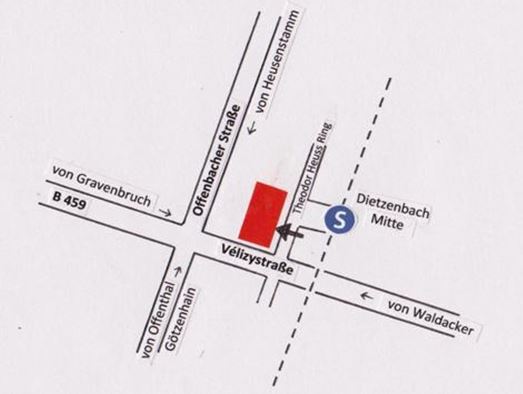 von Heusenstamm
Offenbacher Straße
Theodor Heuss Ring
von Gravenbruch
B 459
S
Dietzenbach
Mitte
Vélizystraße
von Offenthal
Götzenhain
von Waldacker